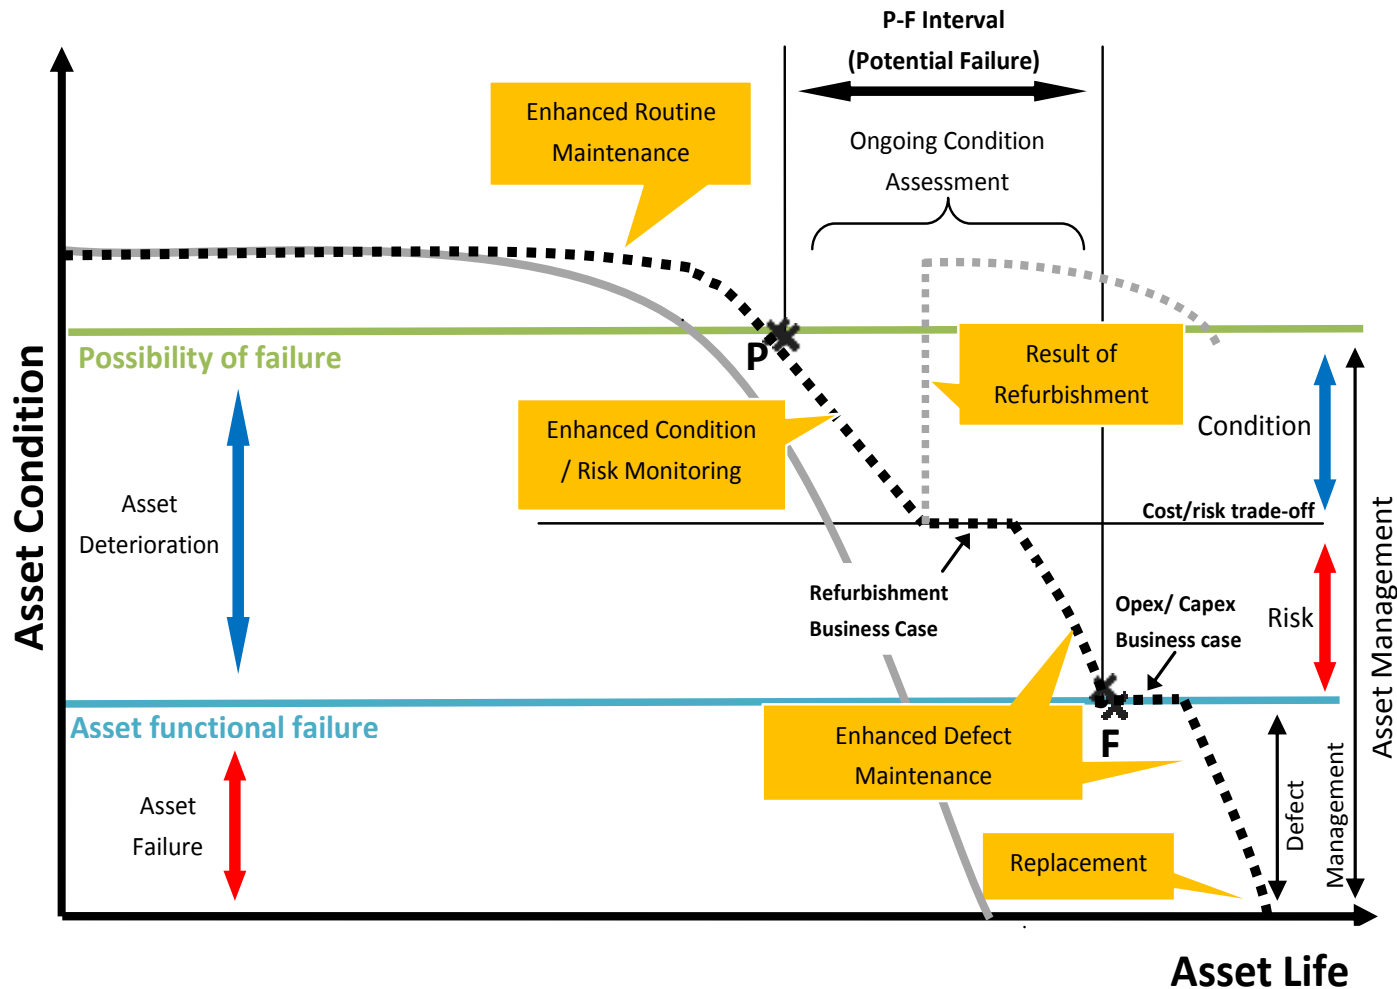 P-F Interval
(Potential Failure)
Enhanced Routine
Maintenance
Ongoing Condition
Assessment
Possibility of failure
P
Result of
Refurbishment
Enhanced Condition
/ Risk Monitoring
Condition
Asset
Deterioration
Cost/risk trade-off
Asset Condition
Refurbishment
Business Case
Opex/ Capex
Business case
Risk
Asset Management
Asset functional failure
F
Enhanced Defect
Maintenance
Asset
Failure
Defect
Management
Replacement
Asset Life